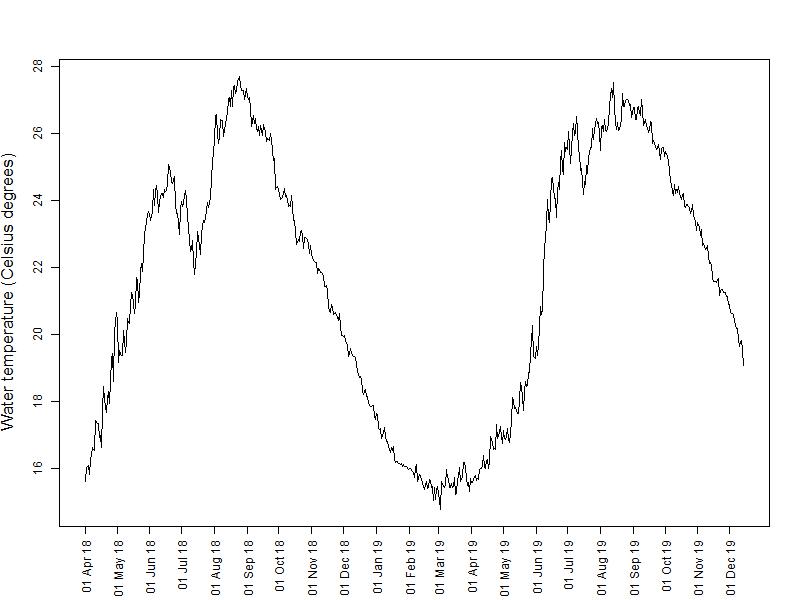 Water temperature (Celsius degrees)
28
26
24
22
20
18
16
01 Apr 18
01 May 18
01 Jun 18
01 Jul 18
01 Aug 18
01 Sep 18
01 Oct 18
01 Nov 18
01 Dec 18
01 Jan 19
01 Feb 19
01 Mar 19
01 Apr 19
01 May 19
01 Jun 19
01 Jul 19
01 Aug 19
01 Sep 19
01 Oct 19
01 Nov 19
01 Dec 19